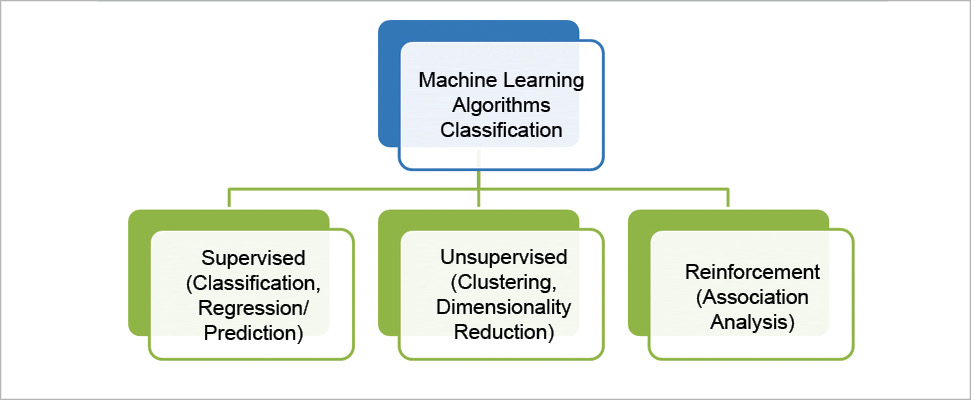 Machine Learning
Algorithms
Classification
Supervised
(Classification,
Regression/
Prediction)
Unsupervised
(Clustering,
Dimensionality
Reduction)
Reinforcement
(Association
Analysis)